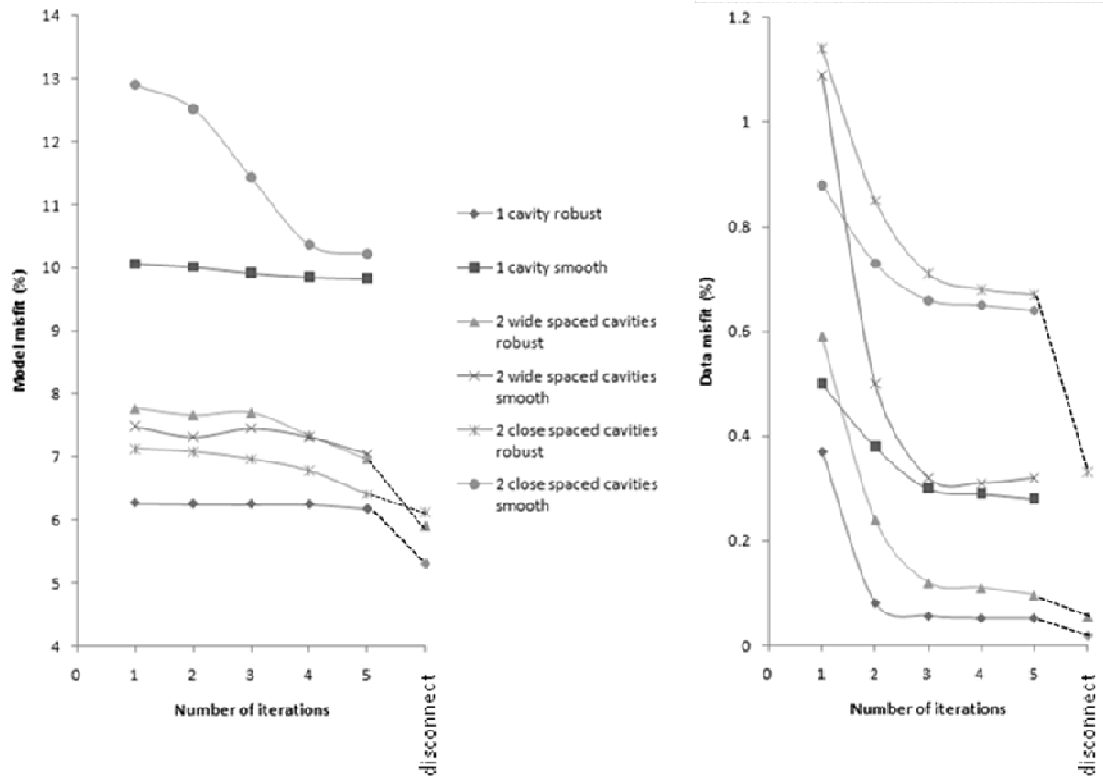 14
13
12
11
10
9
8
7
6
5
4
Model misfit (%)
0 1 2 3 4 5
disconnect
Number of iterations
1 cavity robust
1 cavity smooth
2 wide spaced cavities
robust
2 wide spaced cavities
smooth
2 close spaced cavities
robust
2 close spaced cavities
smooth
1.2
1
0.8
0.6
0.4
0.2
0
Data misfit (%)
0 1 2 3 4 5
disconnect
Number of iterations